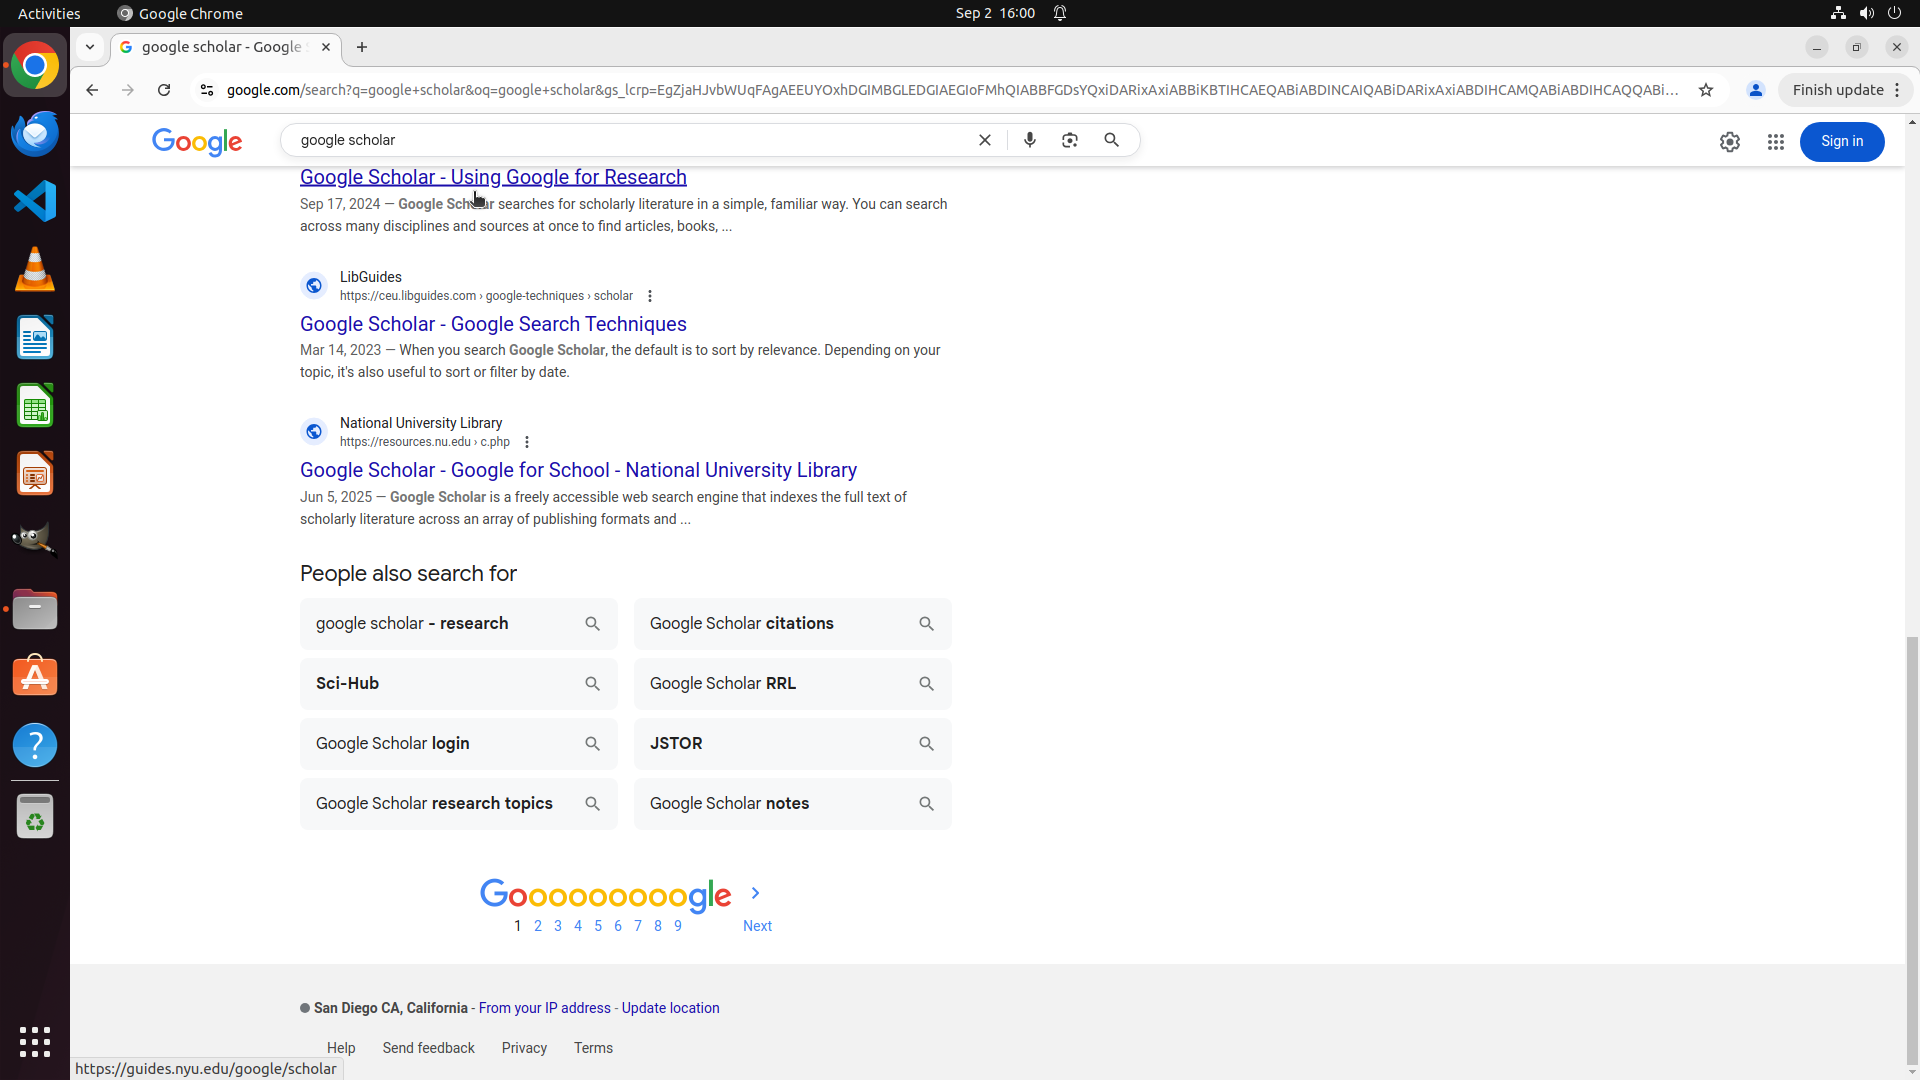 Activities
Google Chrome
Sep 2 16:00
google scholar - Google
google.com/search?q=google+scholar&oq=google+scholar&gs_lcrp=EgZjaHJvbWUqFAgAEEUYOxhDGIMBGLEDGIAEGIoFMhQIABBFGDsYQxiDARixAxiABBiKBTIHCAEQABiABDINCAIQABiDARixAxiABDIHCAMQABiABDIHCAQQABi...
Finish update
Google
google scholar
Sign in
Google Scholar - Using Google for Research
Sep 17, 2024 — Google Scholar searches for scholarly literature in a simple, familiar way. You can search
across many disciplines and sources at once to find articles, books, ...
LibGuides
https://ceu.libguides.com › google-techniques › scholar
Google Scholar - Google Search Techniques
Mar 14, 2023 — When you search Google Scholar, the default is to sort by relevance. Depending on your
topic, it's also useful to sort or filter by date.
National University Library
https://resources.nu.edu › c.php
Google Scholar - Google for School - National University Library
Jun 5, 2025 — Google Scholar is a freely accessible web search engine that indexes the full text of
scholarly literature across an array of publishing formats and ...
People also search for
google scholar - research
Google Scholar citations
Sci-Hub
Google Scholar RRL
Google Scholar login
JSTOR
Google Scholar research topics
Google Scholar notes
Gooooooooogle
1 2 3 4 5 6 7 8 9 Next
San Diego CA, California - From your IP address - Update location
Help Send feedback Privacy Terms
https://guides.nyu.edu/google/scholar